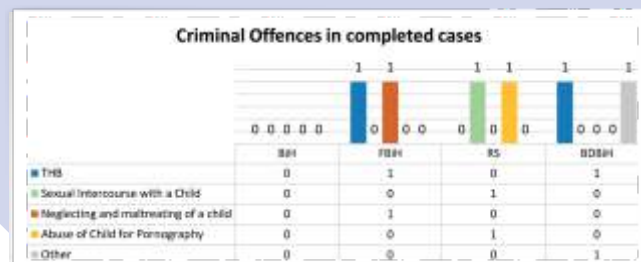 Criminal Offences in completed cases
1 1 1 1 1 1
0 0 0 0 0 0 0 0 0 0 0 0 0 0
BiH FBiH RS BDBiH
THB 0 1 0 1
Sexual Intercourse with a Child 0 0 1 0
Neglecting and maltreating of a child 0 1 0 0
Abuse of Child for Pornography 0 0 1 0
Other 0 0 0 1